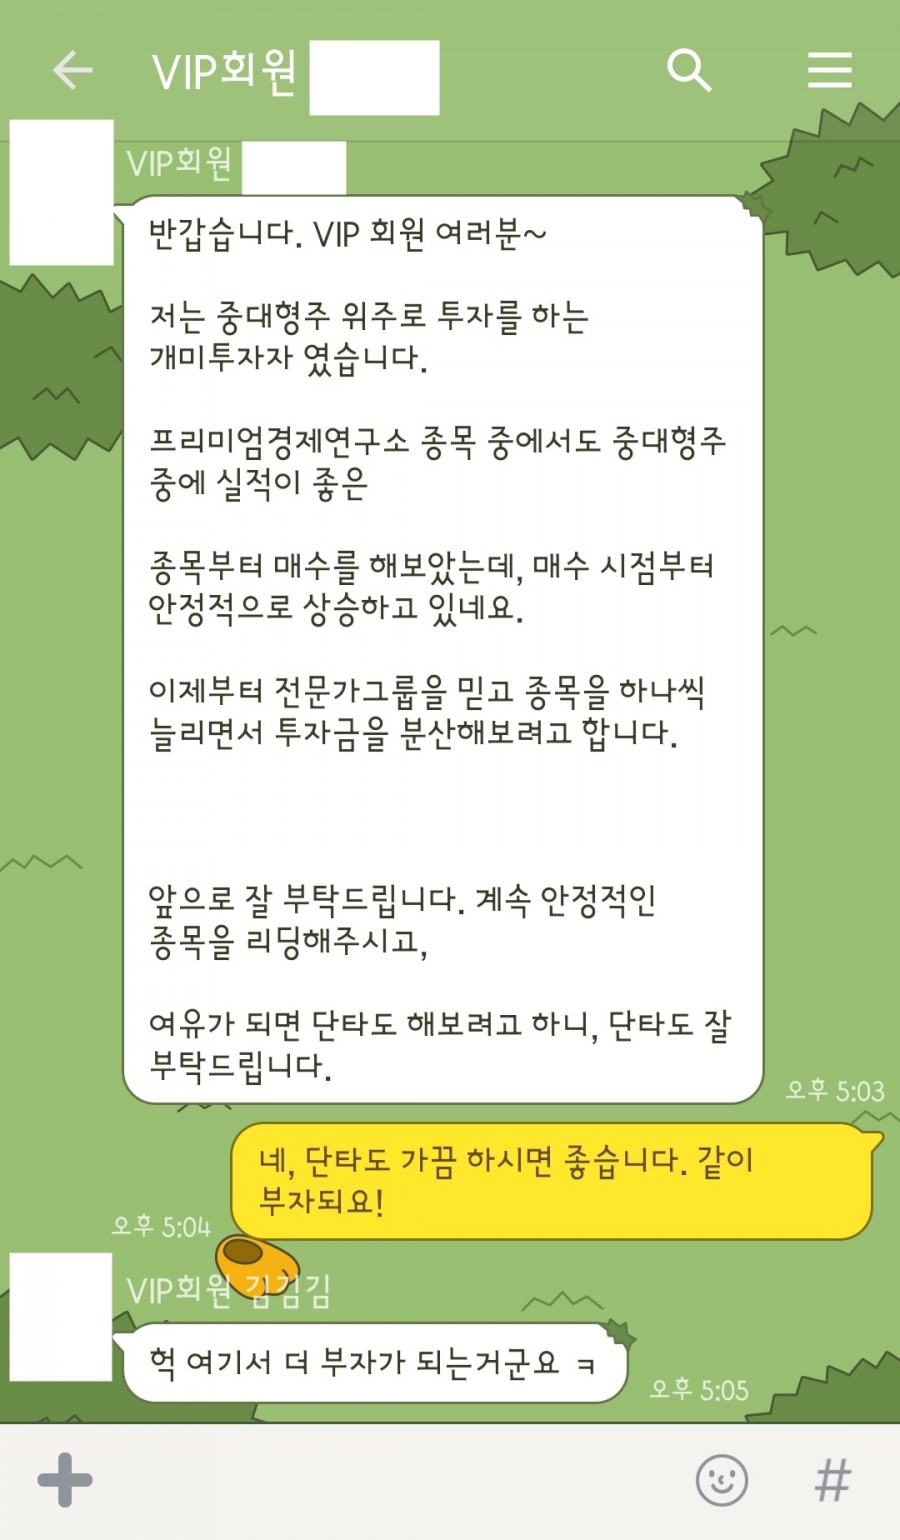 VIP회원
VIP회원
반갑습니다. VIP 회원 여러분~
저는 중대형주 위주로 투자를 하는
개미투자자 였습니다.
프리미엄경제연구소 종목 중에서도 중대형주
중에 실적이 좋은
종목부터 매수를 해보았는데, 매수 시점부터
안정적으로 상승하고 있네요.
이제부터 전문가그룹을 믿고 종목을 하나씩
늘리면서 투자금을 분산해보려고 합니다.
앞으로 잘 부탁드립니다. 계속 안정적인
종목을 리딩해주시고,
여유가 되면 단타도 해보려고 하니, 단타도 잘
부탁드립니다.
오후 5:03
네, 단타도 가끔 하시면 좋습니다. 같이
부자되요!
오후 5:04
VIP회원 김김김
헉 여기서 더 부자가 되는거군요 ㅋ
오후 5:05
#